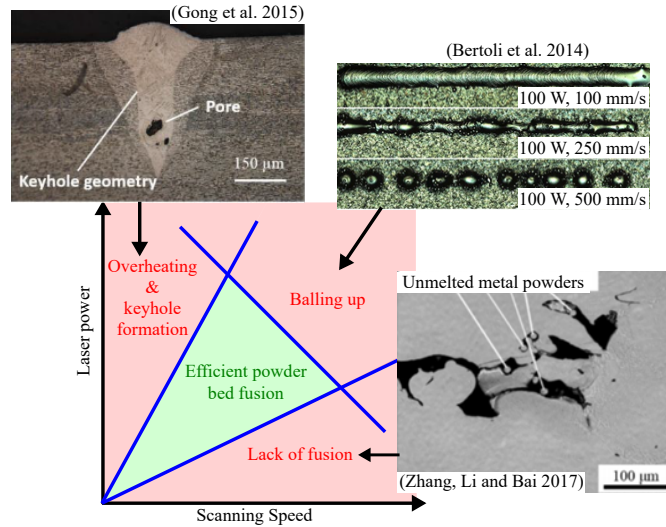 (Gong et al. 2015)
Pore
Keyhole geometry
150 µm
(Bertoli et al. 2014)
100 W, 100 mm/s
100 W, 250 mm/s
100 W, 500 mm/s
Laser power
Overheating
&
keyhole
formation
Balling up
Efficient powder
bed fusion
Lack of fusion
Scanning Speed
Unmelted metal powders
(Zhang, Li and Bai 2017)
100 µm